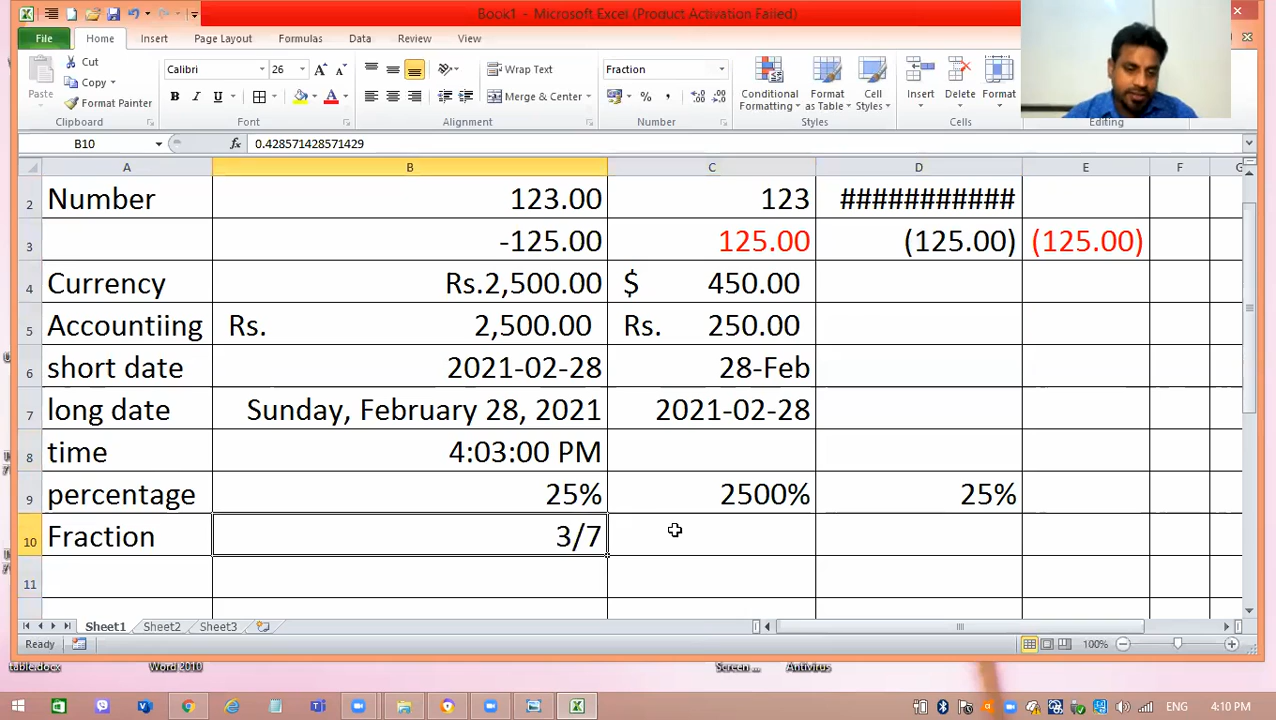 Book1 - Microsoft Excel (Product Activation Failed)
File Home Insert Page Layout Formulas Data Review View
Cut
Copy
Format Painter
Paste
Clipboard
Calibri 26
B I U
Font
Wrap Text
Merge & Center
Alignment
Fraction
%
Number
Conditional Formatting
Format as Table
Cell Styles
Styles
Insert Delete Format
Cells
Editing
B10 fx 0.428571428571429
A B C D E F G
2 Number 123.00 123 ###########
3 -125.00 125.00 (125.00) (125.00)
4 Currency Rs.2,500.00 $ 450.00
5 Accountiing Rs. 2,500.00 Rs. 250.00
6 short date 2021-02-28 28-Feb
7 long date Sunday, February 28, 2021 2021-02-28
8 time 4:03:00 PM
9 percentage 25% 2500% 25%
10 Fraction 3/7
11
Sheet1 Sheet2 Sheet3
Ready 100%
table.docx Word 2010 Screen ... Antivirus
ENG 4:10 PM